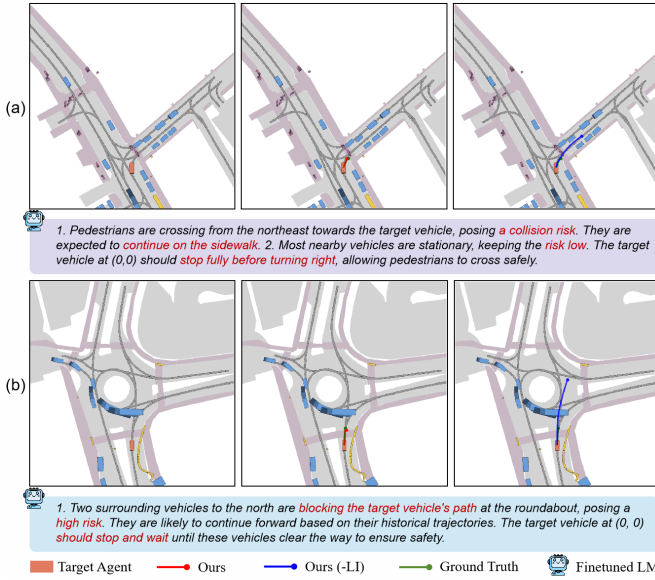 (a)
1. Pedestrians are crossing from the northeast towards the target vehicle, posing a collision risk. They are
expected to continue on the sidewalk. 2. Most nearby vehicles are stationary, keeping the risk low. The target
vehicle at (0,0) should stop fully before turning right, allowing pedestrians to cross safely.
(b)
1. Two surrounding vehicles to the north are blocking the target vehicle's path at the roundabout, posing a
high risk. They are likely to continue forward based on their historical trajectories. The target vehicle at (0, 0)
should stop and wait until these vehicles clear the way to ensure safety.
Target Agent Ours Ours (-LI) Ground Truth Finetuned LM